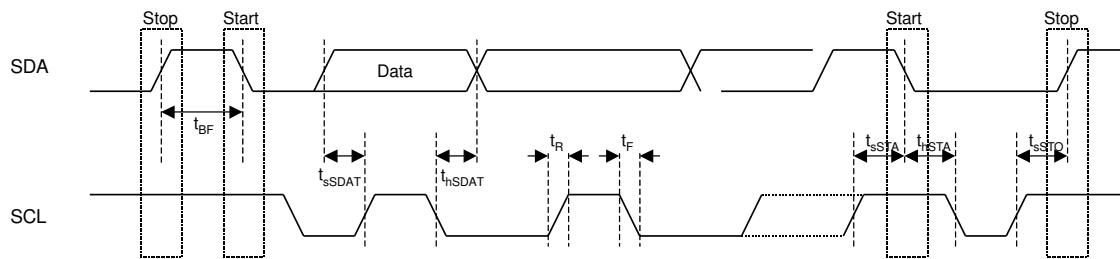 Stop Start Start Stop
SDA
Data
tBF
tR tF tsSTA thSTA tsSTO
tsSDAT thSDAT
SCL